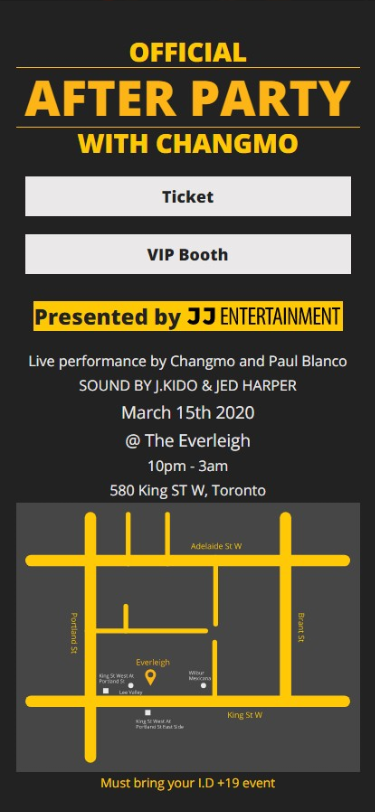 OFFICIAL
AFTER PARTY
WITH CHANGMO
Ticket
VIP Booth
Presented by JJ ENTERTAINMENT
Live performance by Changmo and Paul Blanco
SOUND BY J.KIDO & JED HARPER
March 15th 2020
@ The Everleigh
10pm - 3am
580 King ST W, Toronto
Adelaide St W
Portland St
Brant St
Everleigh
King St West At
Portland St
Lee Valley
Wilbur
Mexicana
King St West At
Portland St East Side
King St W
Must bring your I.D +19 event